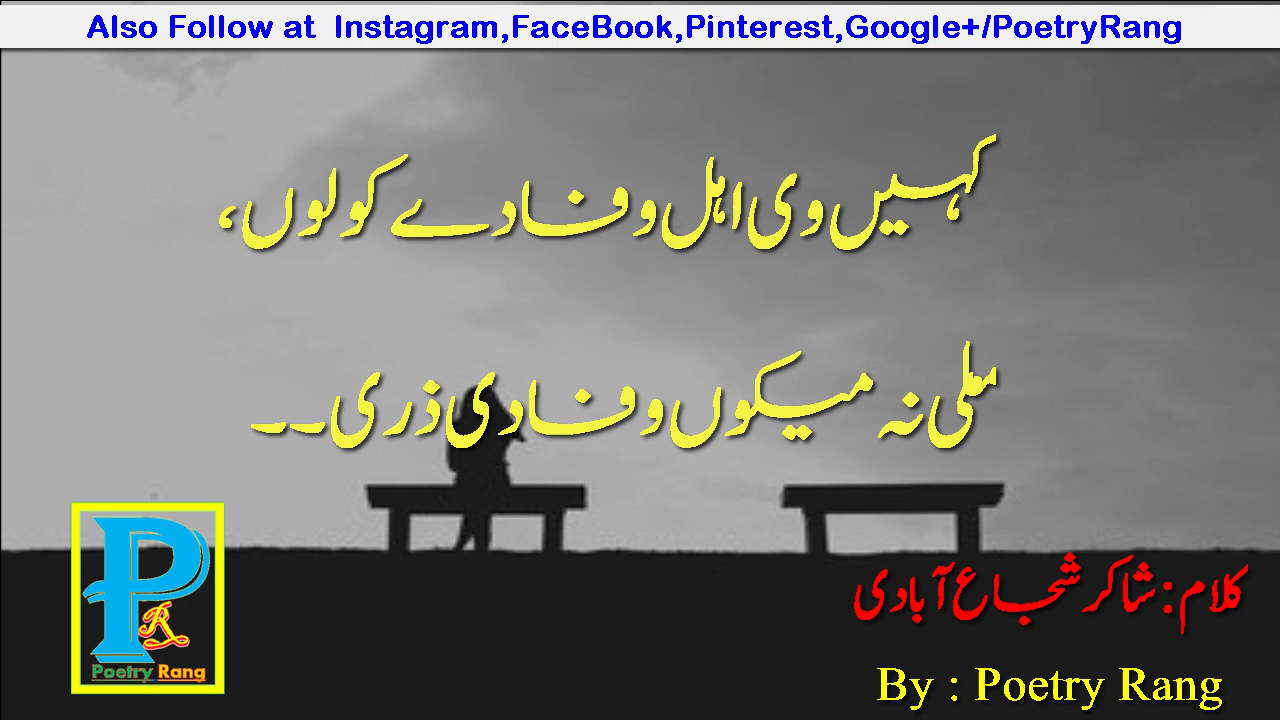 Also Follow at Instagram,FaceBook,Pinterest,Google+/PoetryRang
کہیں وی اہل وفا دے کولوں،
ملی نہ میکوں وفا دی ذری۔۔
کلام: شاکر شجاع آبادی
PR
Poetry Rang
By : Poetry Rang